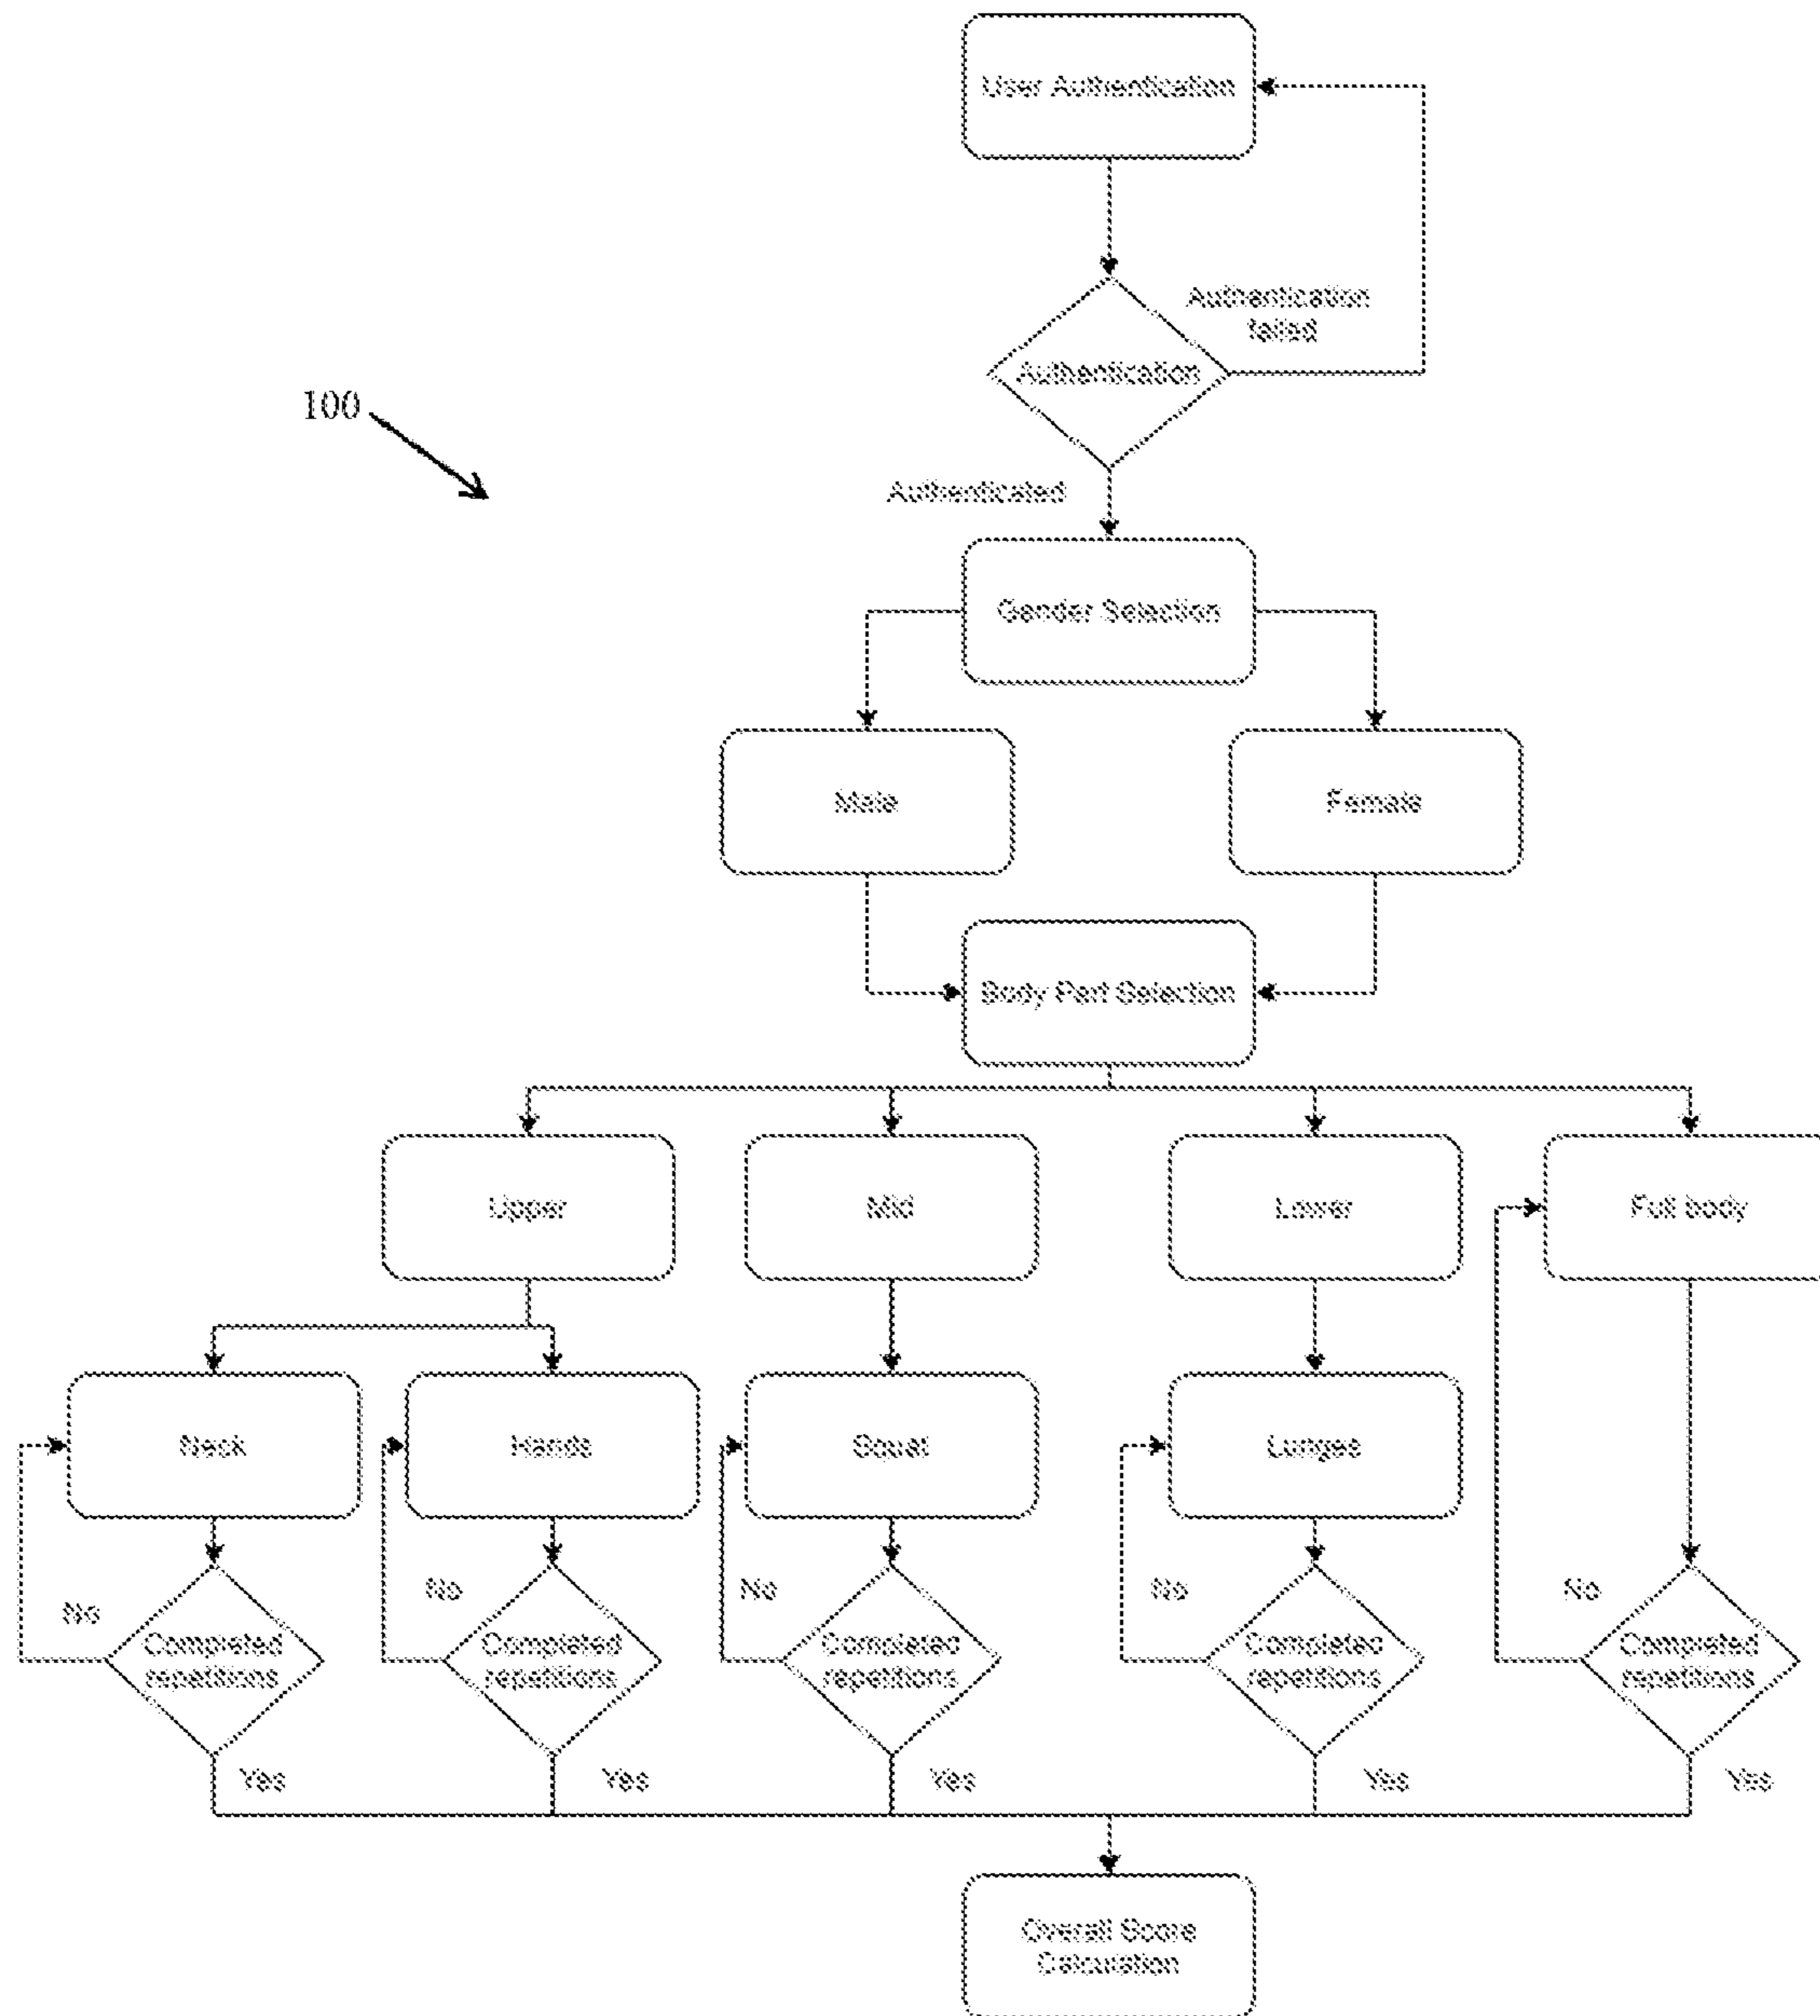 User Authentication
Authentication
failed
Authentication
100
Authenticated
Gender Selection
Male
Female
Body Part Selection
Upper
Mid
Lower
Full body
Neck
Hands
Squat
Lunges
No
No
No
No
No
Completed
repetitions
Completed
repetitions
Completed
repetitions
Completed
repetitions
Completed
repetitions
Yes
Yes
Yes
Yes
Yes
Overall Score
Calculation